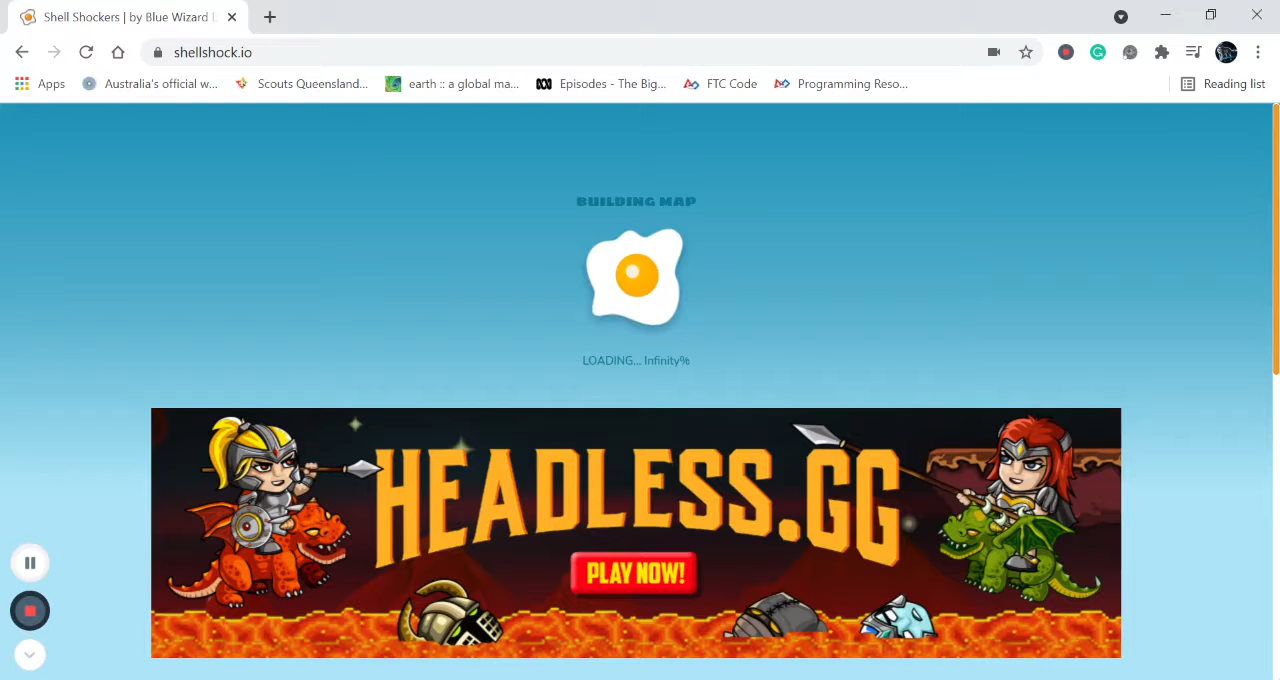 Shell Shockers | by Blue Wizard
shellshock.io
Apps
Australia's official w...
Scouts Queensland...
earth :: a global ma...
Episodes - The Big...
FTC Code
Programming Reso...
Reading list
BUILDING MAP
LOADING... Infinity%
HEADLESS.GG
PLAY NOW!